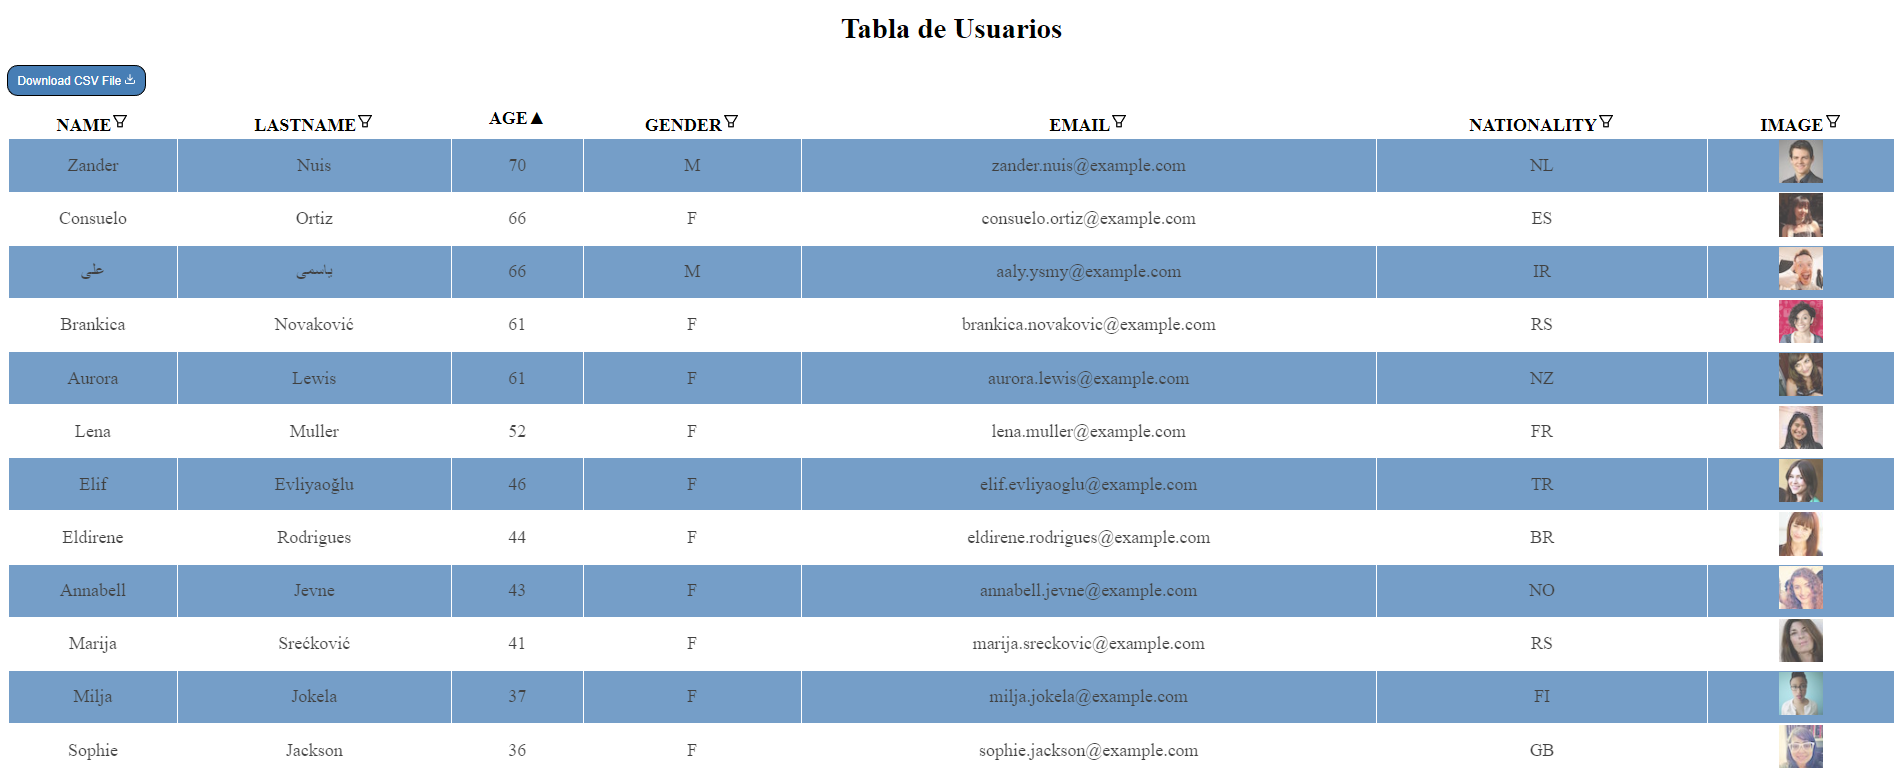 Tabla de Usuarios
Download CSV File
NAME LASTNAME AGE▲ GENDER EMAIL NATIONALITY IMAGE
Zander Nuis 70 M zander.nuis@example.com NL
Consuelo Ortiz 66 F consuelo.ortiz@example.com ES
علی یاسمی 66 M aaly.ysmy@example.com IR
Brankica Novaković 61 F brankica.novakovic@example.com RS
Aurora Lewis 61 F aurora.lewis@example.com NZ
Lena Muller 52 F lena.muller@example.com FR
Elif Evliyaoğlu 46 F elif.evliyaoglu@example.com TR
Eldirene Rodrigues 44 F eldirene.rodrigues@example.com BR
Annabell Jevne 43 F annabell.jevne@example.com NO
Marija Srećković 41 F marija.sreckovic@example.com RS
Milja Jokela 37 F milja.jokela@example.com FI
Sophie Jackson 36 F sophie.jackson@example.com GB